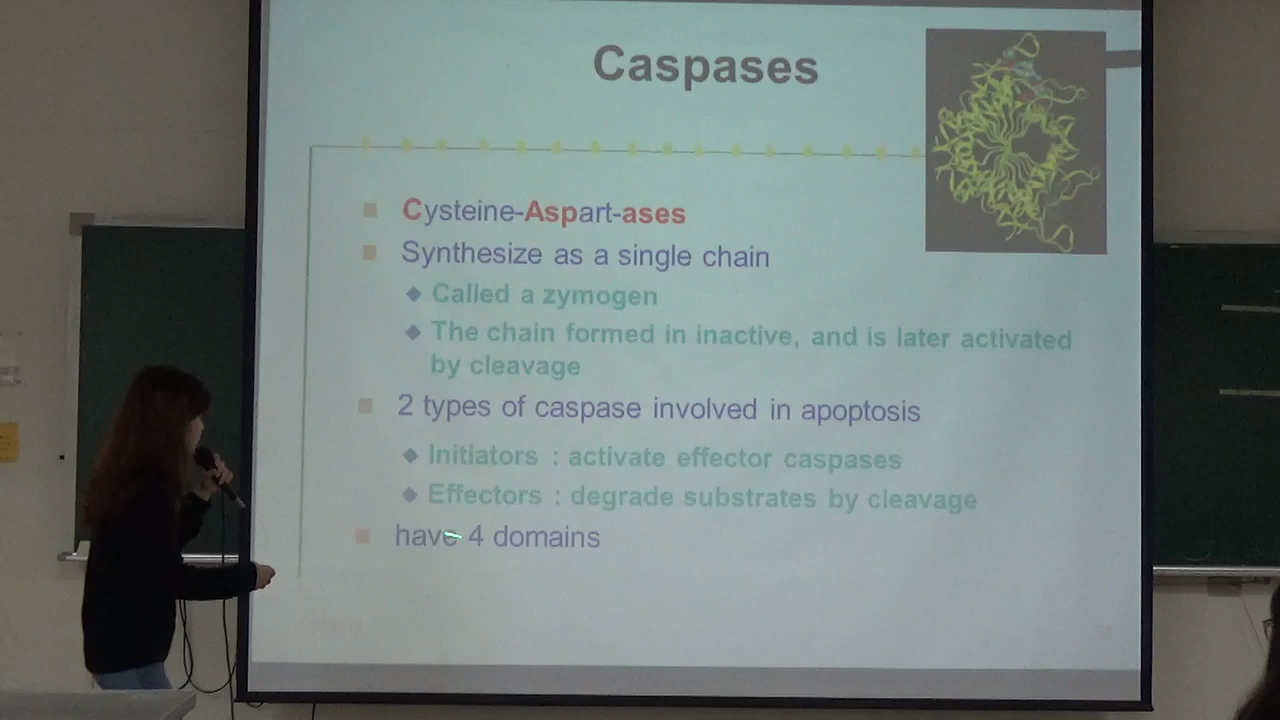 Caspases
Cysteine-Aspart-ases
Synthesize as a single chain
Called a zymogen
The chain formed in inactive, and is later activated
by cleavage
2 types of caspase involved in apoptosis
Initiators : activate effector caspases
Effectors : degrade substrates by cleavage
have 4 domains